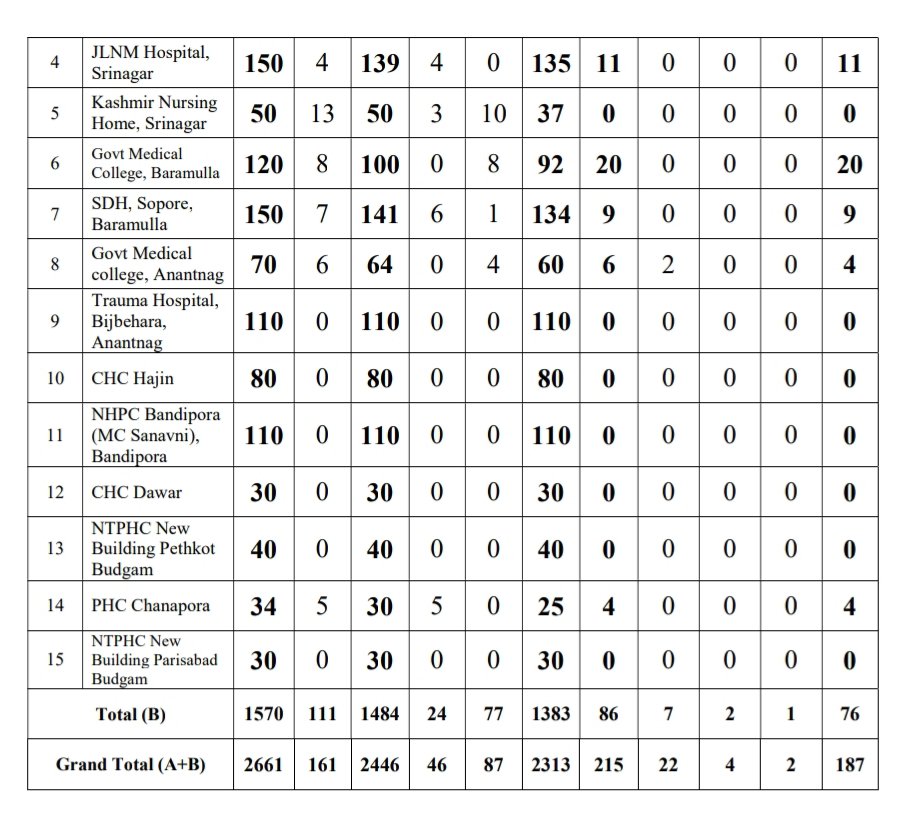 4 JLNM Hospital, Srinagar 150 4 139 4 0 135 11 0 0 0 11
5 Kashmir Nursing Home, Srinagar 50 13 50 3 10 37 0 0 0 0 0
6 Govt Medical College, Baramulla 120 8 100 0 8 92 20 0 0 0 20
7 SDH, Sopore, Baramulla 150 7 141 6 1 134 9 0 0 0 9
8 Govt Medical college, Anantnag 70 6 64 0 4 60 6 2 0 0 4
9 Trauma Hospital, Bijbehara, Anantnag 110 0 110 0 0 110 0 0 0 0 0
10 CHC Hajin 80 0 80 0 0 80 0 0 0 0 0
11 NHPC Bandipora (MC Sanavni), Bandipora 110 0 110 0 0 110 0 0 0 0 0
12 CHC Dawar 30 0 30 0 0 30 0 0 0 0 0
13 NTPHC New Building Pethkot Budgam 40 0 40 0 0 40 0 0 0 0 0
14 PHC Chanapora 34 5 30 5 0 25 4 0 0 0 4
15 NTPHC New Building Parisabad Budgam 30 0 30 0 0 30 0 0 0 0 0
Total (B) 1570 111 1484 24 77 1383 86 7 2 1 76
Grand Total (A+B) 2661 161 2446 46 87 2313 215 22 4 2 187